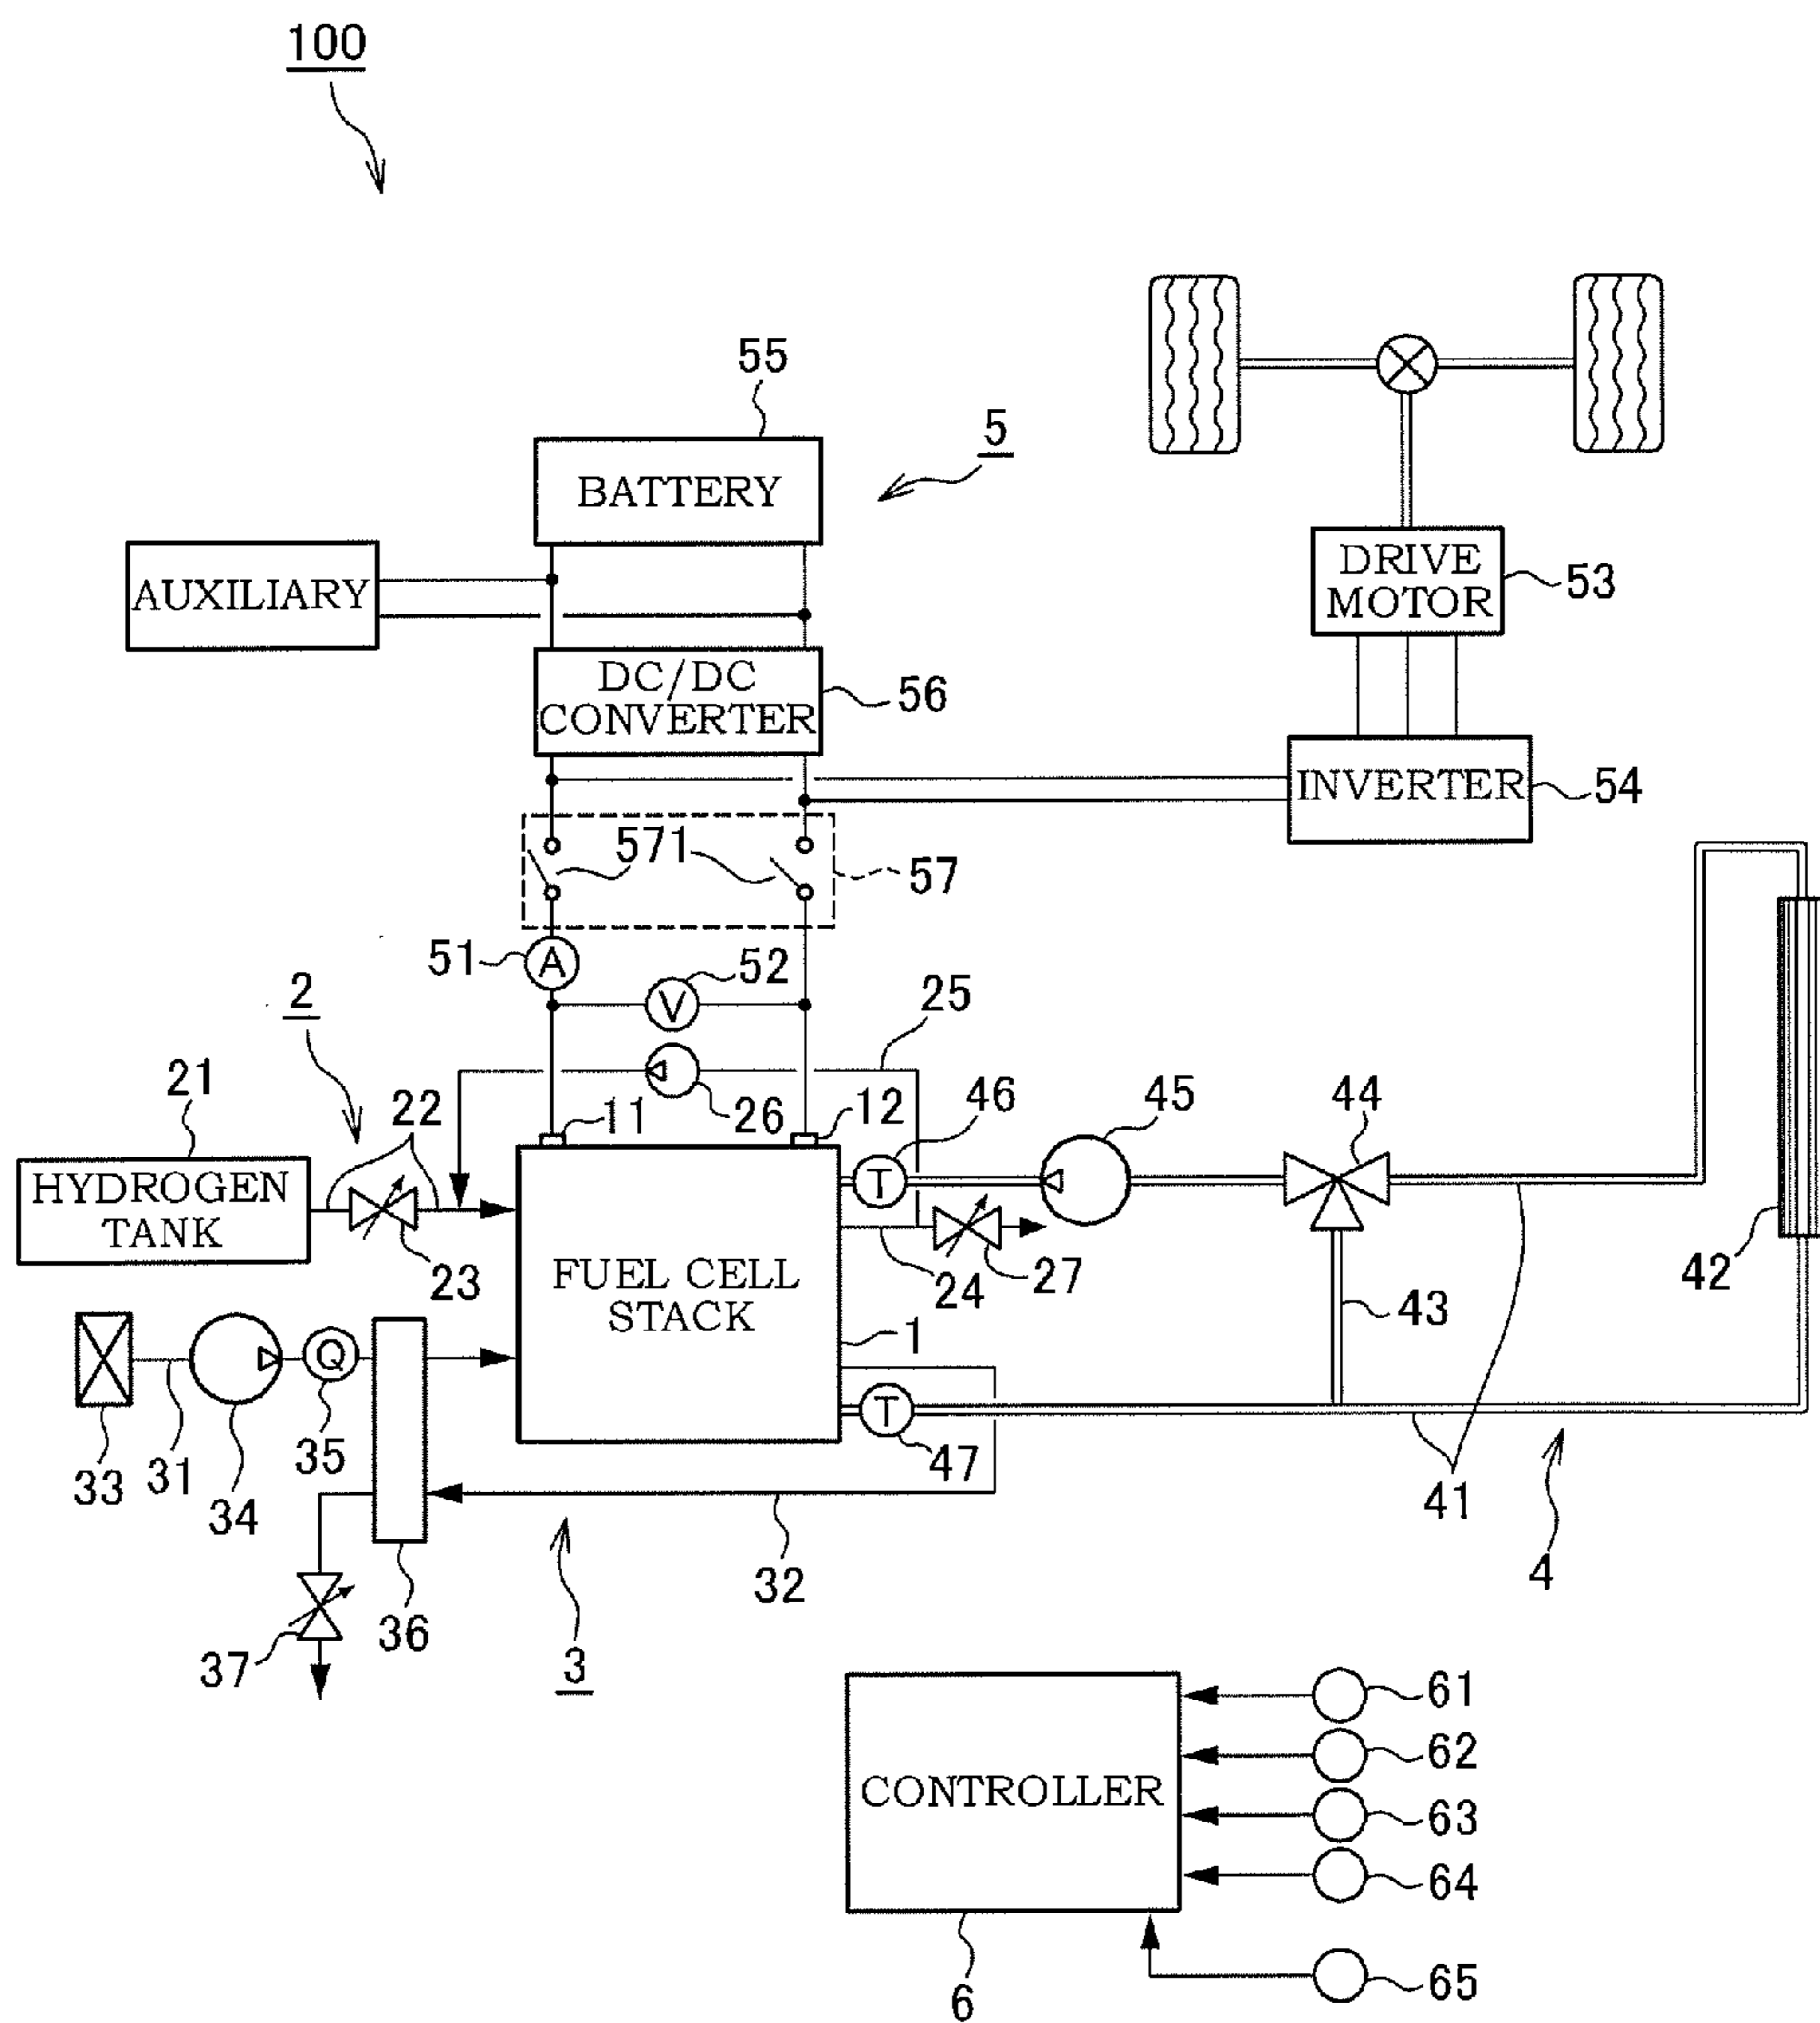 100
55
5
BATTERY
AUXILIARY
DRIVE
MOTOR
53
DC/DC
CONVERTER
56
INVERTER
54
571
57
51
A
52
V
2
25
21
22
11
26
12
46
45
44
HYDROGEN
TANK
T
23
FUEL CELL
STACK
24
27
42
43
1
Q
T
33
31
34
35
47
41
32
4
36
37
3
61
62
CONTROLLER
63
64
6
65